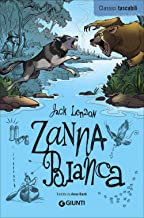 Classici tascabili
Jack London
Zanna
Bianca
GIUNTI